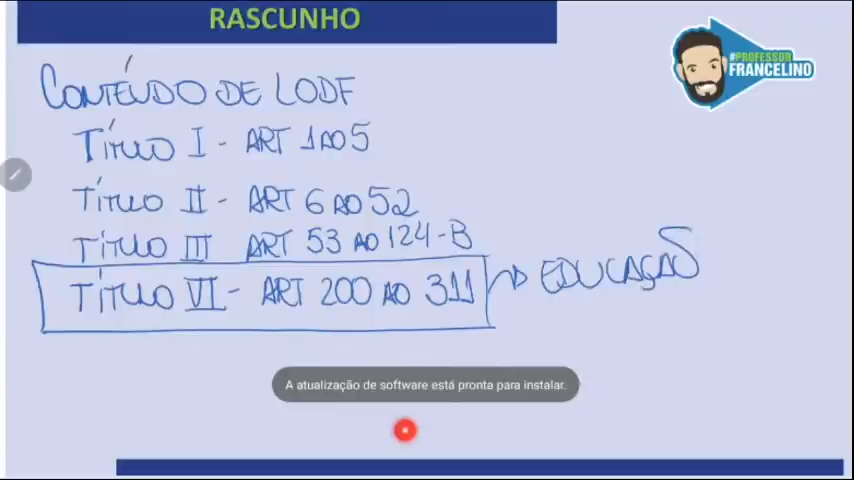 RASCUNHO
#PROFESSOR
FRANCELINO
CONTÉUDO DE LODF
TÍTULO I - ART 1 AO 5
TÍTULO II - ART 6 AO 52
TÍTULO III ART 53 AO 124-B
TÍTULO VI - ART 200 AO 311 → EDUCAÇÃO
A atualização de software está pronta para instalar.